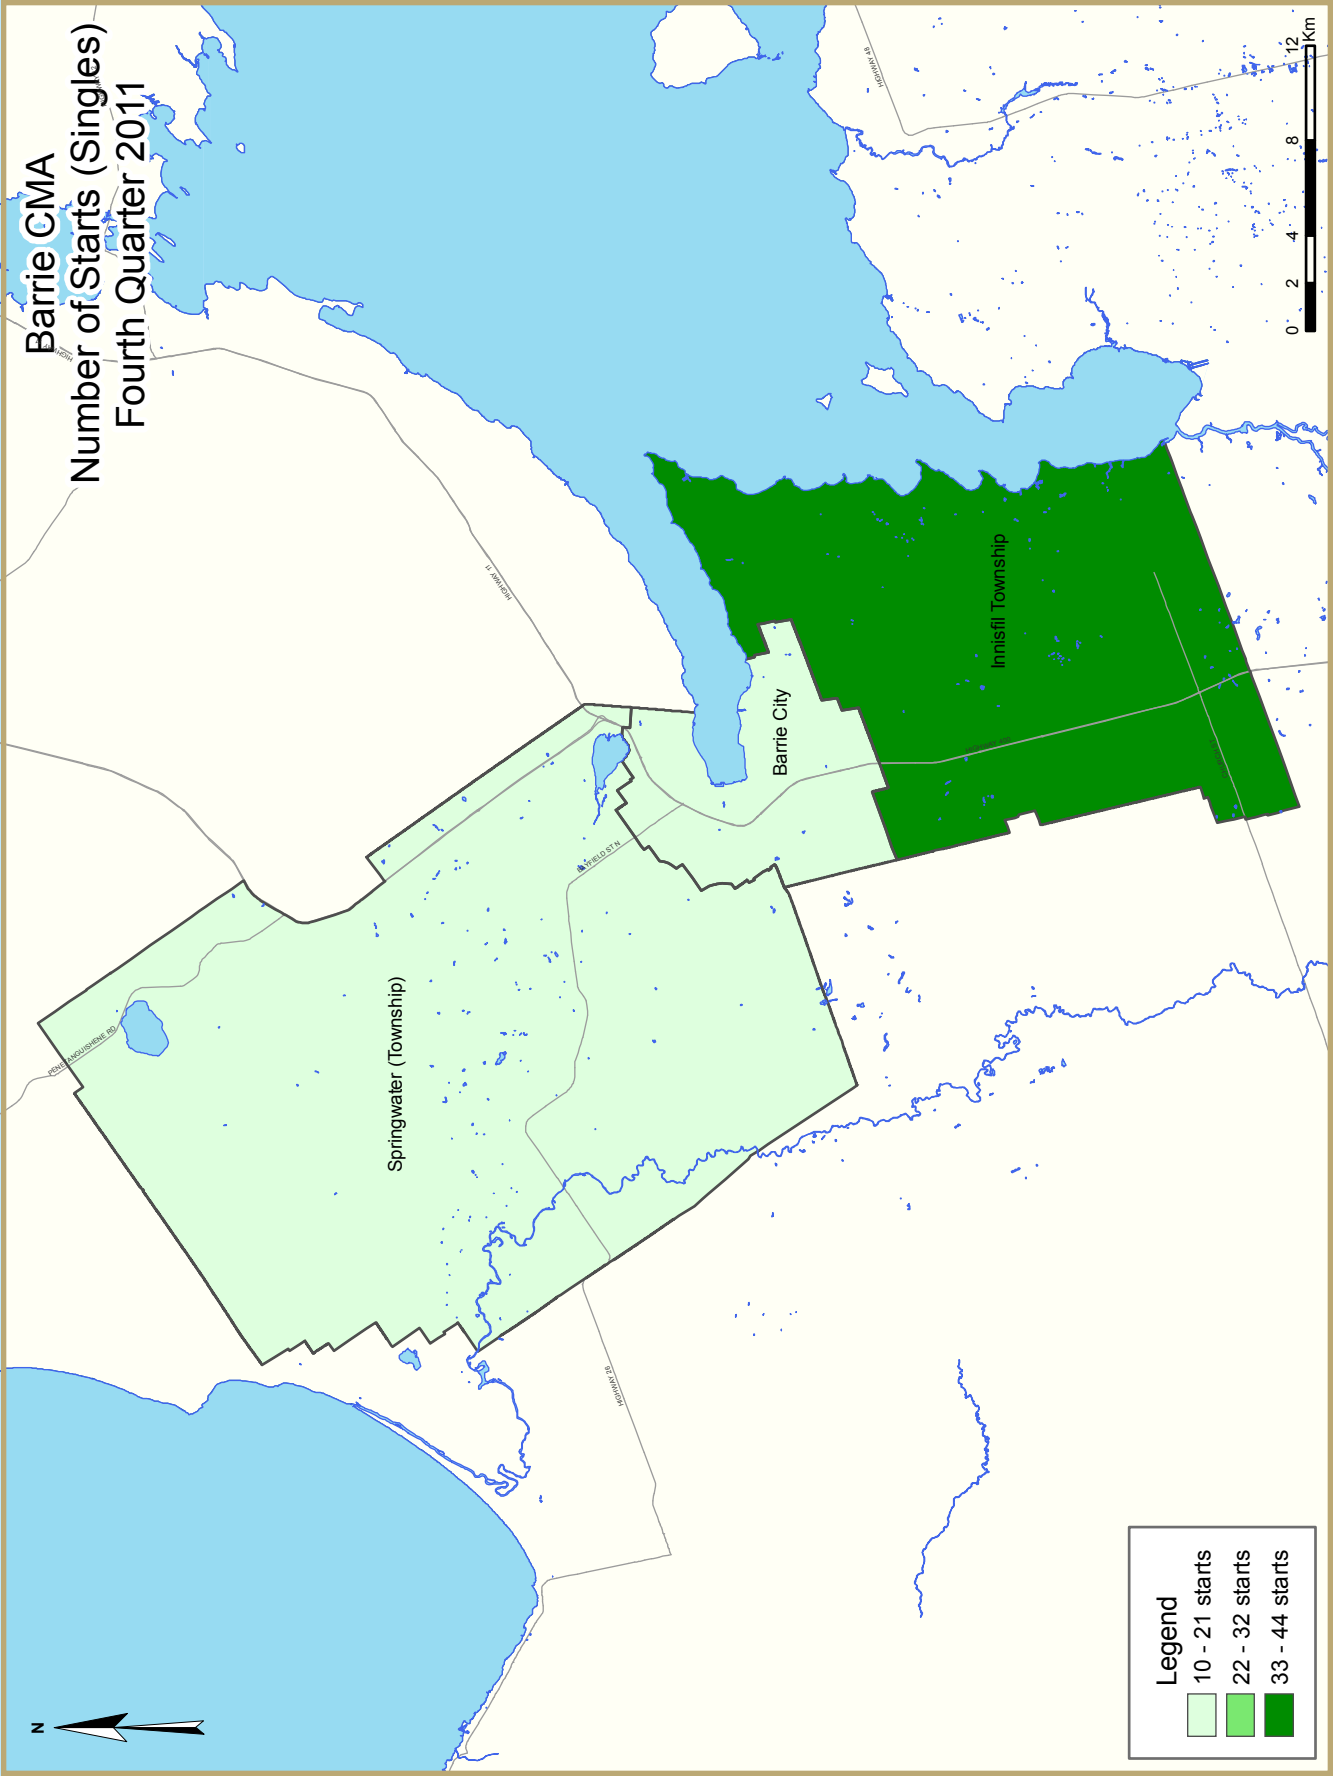 Barrie CMA
Number of Starts (Singles)
Fourth Quarter 2011
N
PENETANGUISHENE RD
HIGHWAY 11
HIGHWAY 48
Springwater (Township)
BAYFIELD ST N
HIGHWAY 26
Barrie City
Innisfil Township
HIGHWAY 400
Legend
10 - 21 starts
22 - 32 starts
33 - 44 starts
0 2 4 8 12
Km